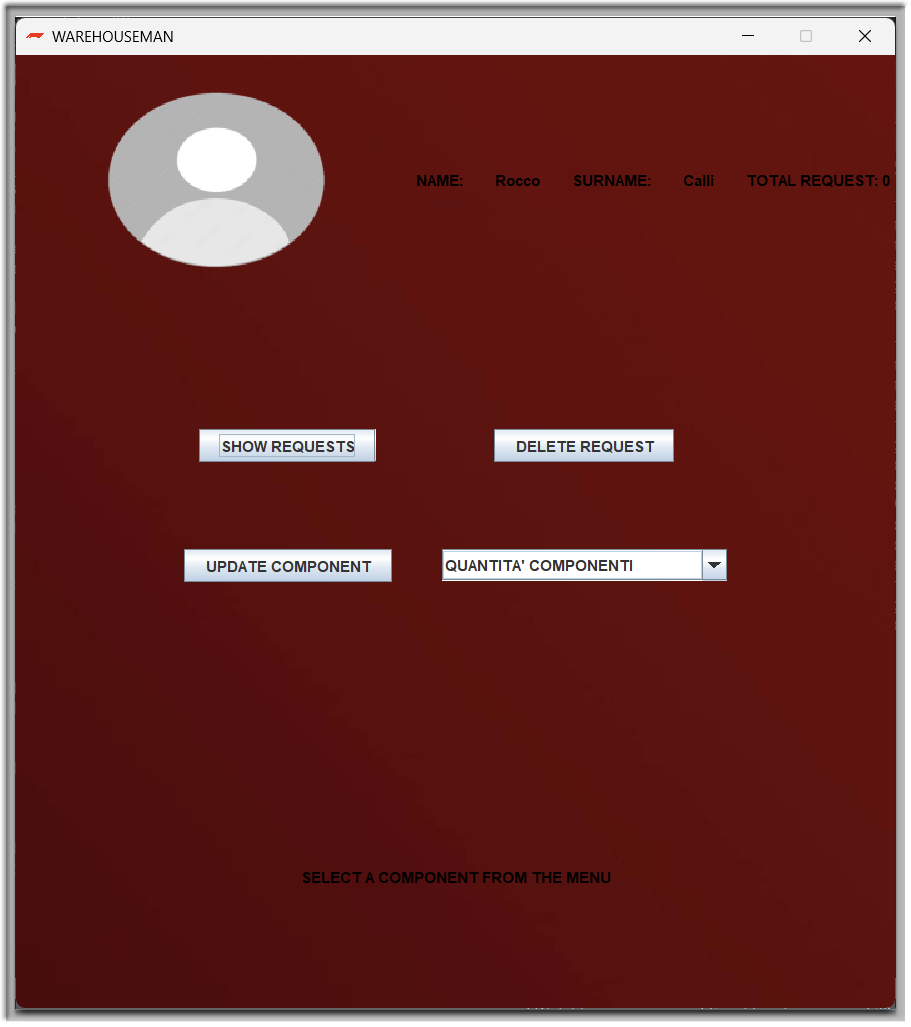 WAREHOUSEMAN
NAME: Rocco SURNAME: Calli TOTAL REQUEST: 0
SHOW REQUESTS DELETE REQUEST
UPDATE COMPONENT QUANTITA' COMPONENTI
SELECT A COMPONENT FROM THE MENU